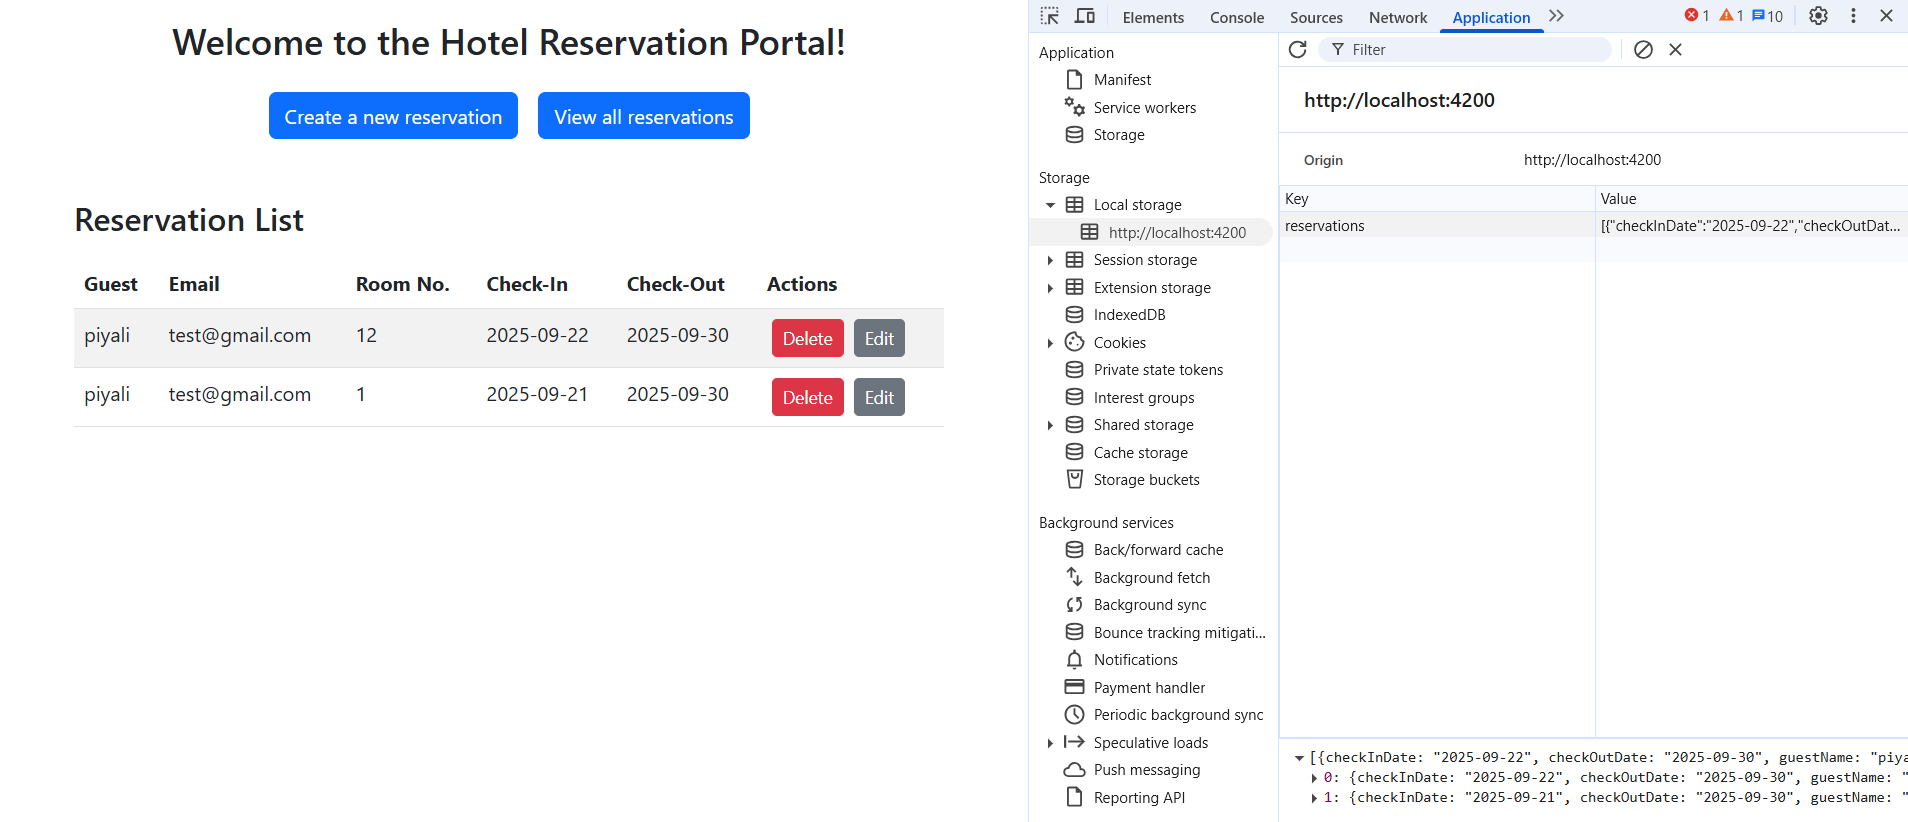 Welcome to the Hotel Reservation Portal!
Create a new reservation View all reservations
Reservation List
Guest Email Room No. Check-In Check-Out Actions
piyali test@gmail.com 12 2025-09-22 2025-09-30 Delete Edit
piyali test@gmail.com 1 2025-09-21 2025-09-30 Delete Edit
Elements Console Sources Network Application 1 1 10
Application
Manifest
Service workers
Storage
Storage
Local storage
http://localhost:4200
Session storage
Extension storage
IndexedDB
Cookies
Private state tokens
Interest groups
Shared storage
Cache storage
Storage buckets
Background services
Back/forward cache
Background fetch
Background sync
Bounce tracking mitigati...
Notifications
Payment handler
Periodic background sync
Speculative loads
Push messaging
Reporting API
Filter
http://localhost:4200
Origin http://localhost:4200
Key Value
reservations [{"checkInDate":"2025-09-22","checkOutDat...
[{checkInDate: "2025-09-22", checkOutDate: "2025-09-30", guestName: "piya
0: {checkInDate: "2025-09-22", checkOutDate: "2025-09-30", guestName: "
1: {checkInDate: "2025-09-21", checkOutDate: "2025-09-30", guestName: "